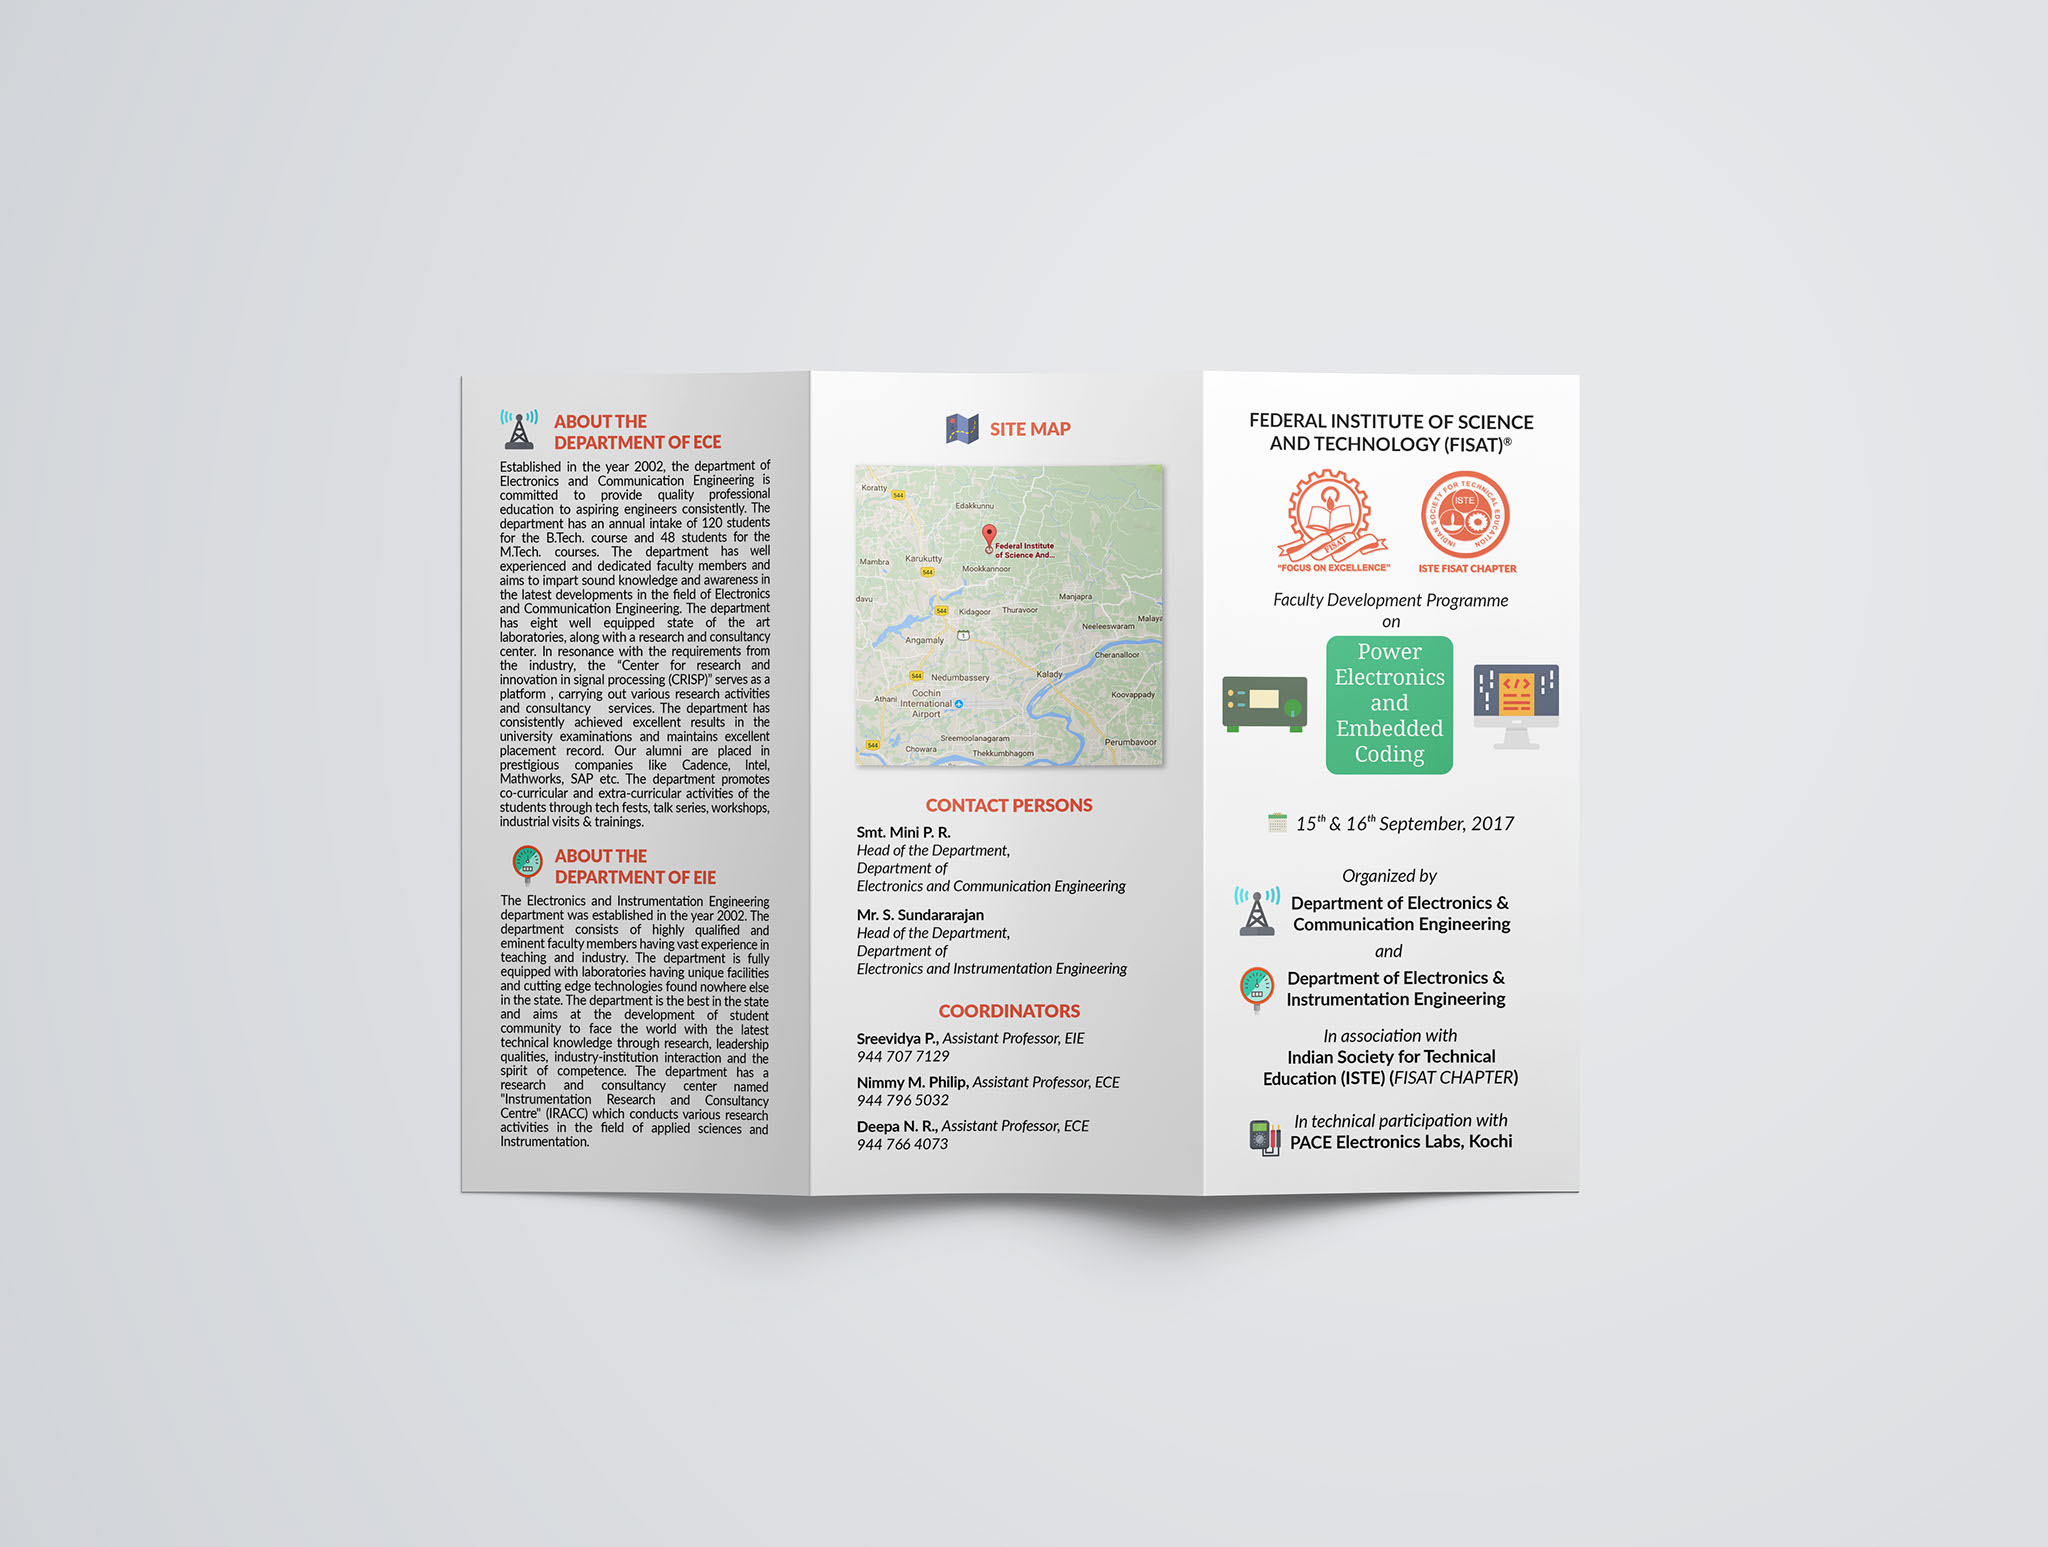 ABOUT THE
DEPARTMENT OF ECE
Established in the year 2002, the department of
Electronics and Communication Engineering is
committed to provide quality professional
education to aspiring engineers consistently. The
department has an annual intake of 120 students
for the B.Tech. course and 48 students for the
M.Tech. courses. The department has well
experienced and dedicated faculty members and
aims to impart sound knowledge and awareness in
the latest developments in the field of Electronics
and Communication Engineering. The department
has eight well equipped state of the art
laboratories, along with a research and consultancy
center. In resonance with the requirements from
the industry, the “Center for research and
innovation in signal processing (CRISP)” serves as a
platform , carrying out various research activities
and consultancy services. The department has
consistently achieved excellent results in the
university examinations and maintains excellent
placement record. Our alumni are placed in
prestigious companies like Cadence, Intel,
Mathworks, SAP etc. The department promotes
co-curricular and extra-curricular activities of the
students through tech fests, talk series, workshops,
industrial visits & trainings.
ABOUT THE
DEPARTMENT OF EIE
The Electronics and Instrumentation Engineering
department was established in the year 2002. The
department consists of highly qualified and
eminent faculty members having vast experience in
teaching and industry. The department is fully
equipped with laboratories having unique facilities
and cutting edge technologies found nowhere else
in the state. The department is the best in the state
and aims at the development of student
community to face the world with the latest
technical knowledge through research, leadership
qualities, industry-institution interaction and the
spirit of competence. The department has a
research and consultancy center named
"Instrumentation Research and Consultancy
Centre" (IRACC) which conducts various research
activities in the field of applied sciences and
Instrumentation.
SITE MAP
Koratty
544
Edakkunnu
Federal Institute
of Science And...
Mambra
Karukutty
544
Mookkannoor
davu
544
Kidagoor
Thuravoor
Manjapra
Malaya
Neeleeswaram
Angamaly
1
Cheranalloor
544
Nedumbassery
Kalady
Athani
Cochin
International
Airport
Koovappady
544
Chowara
Sreemoolanagaram
Thekkumbhagom
Perumbavoor
CONTACT PERSONS
Smt. Mini P. R.
Head of the Department,
Department of
Electronics and Communication Engineering
Mr. S. Sundararajan
Head of the Department,
Department of
Electronics and Instrumentation Engineering
COORDINATORS
Sreevidya P., Assistant Professor, EIE
944 707 7129
Nimmy M. Philip, Assistant Professor, ECE
944 796 5032
Deepa N. R., Assistant Professor, ECE
944 766 4073
FEDERAL INSTITUTE OF SCIENCE
AND TECHNOLOGY (FISAT)®
FISAT
"FOCUS ON EXCELLENCE"
INDIAN SOCIETY FOR TECHNICAL EDUCATION
ISTE
ISTE FISAT CHAPTER
Faculty Development Programme
on
Power
Electronics
and
Embedded
Coding
15th & 16th September, 2017
Organized by
Department of Electronics &
Communication Engineering
and
Department of Electronics &
Instrumentation Engineering
In association with
Indian Society for Technical
Education (ISTE) (FISAT CHAPTER)
In technical participation with
PACE Electronics Labs, Kochi